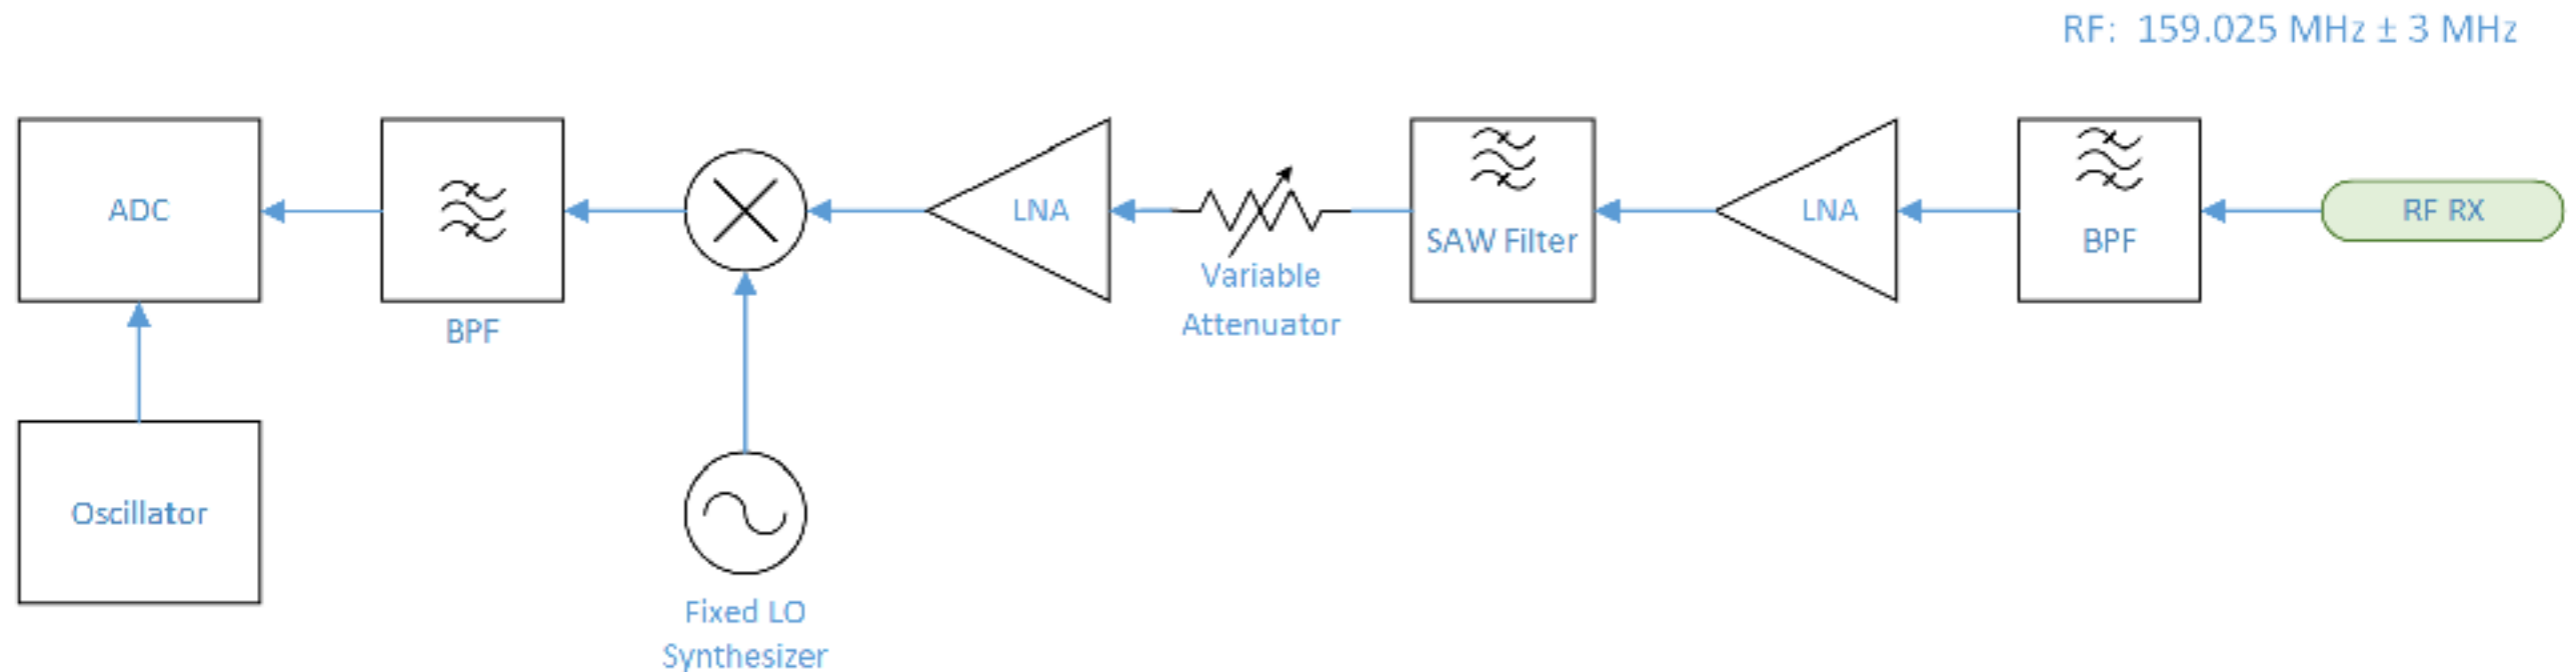 RF: 159.025 MHz ± 3 MHz
ADC
BPF
LNA
Variable
Attenuator
SAW Filter
LNA
BPF
RF RX
Oscillator
Fixed LO
Synthesizer